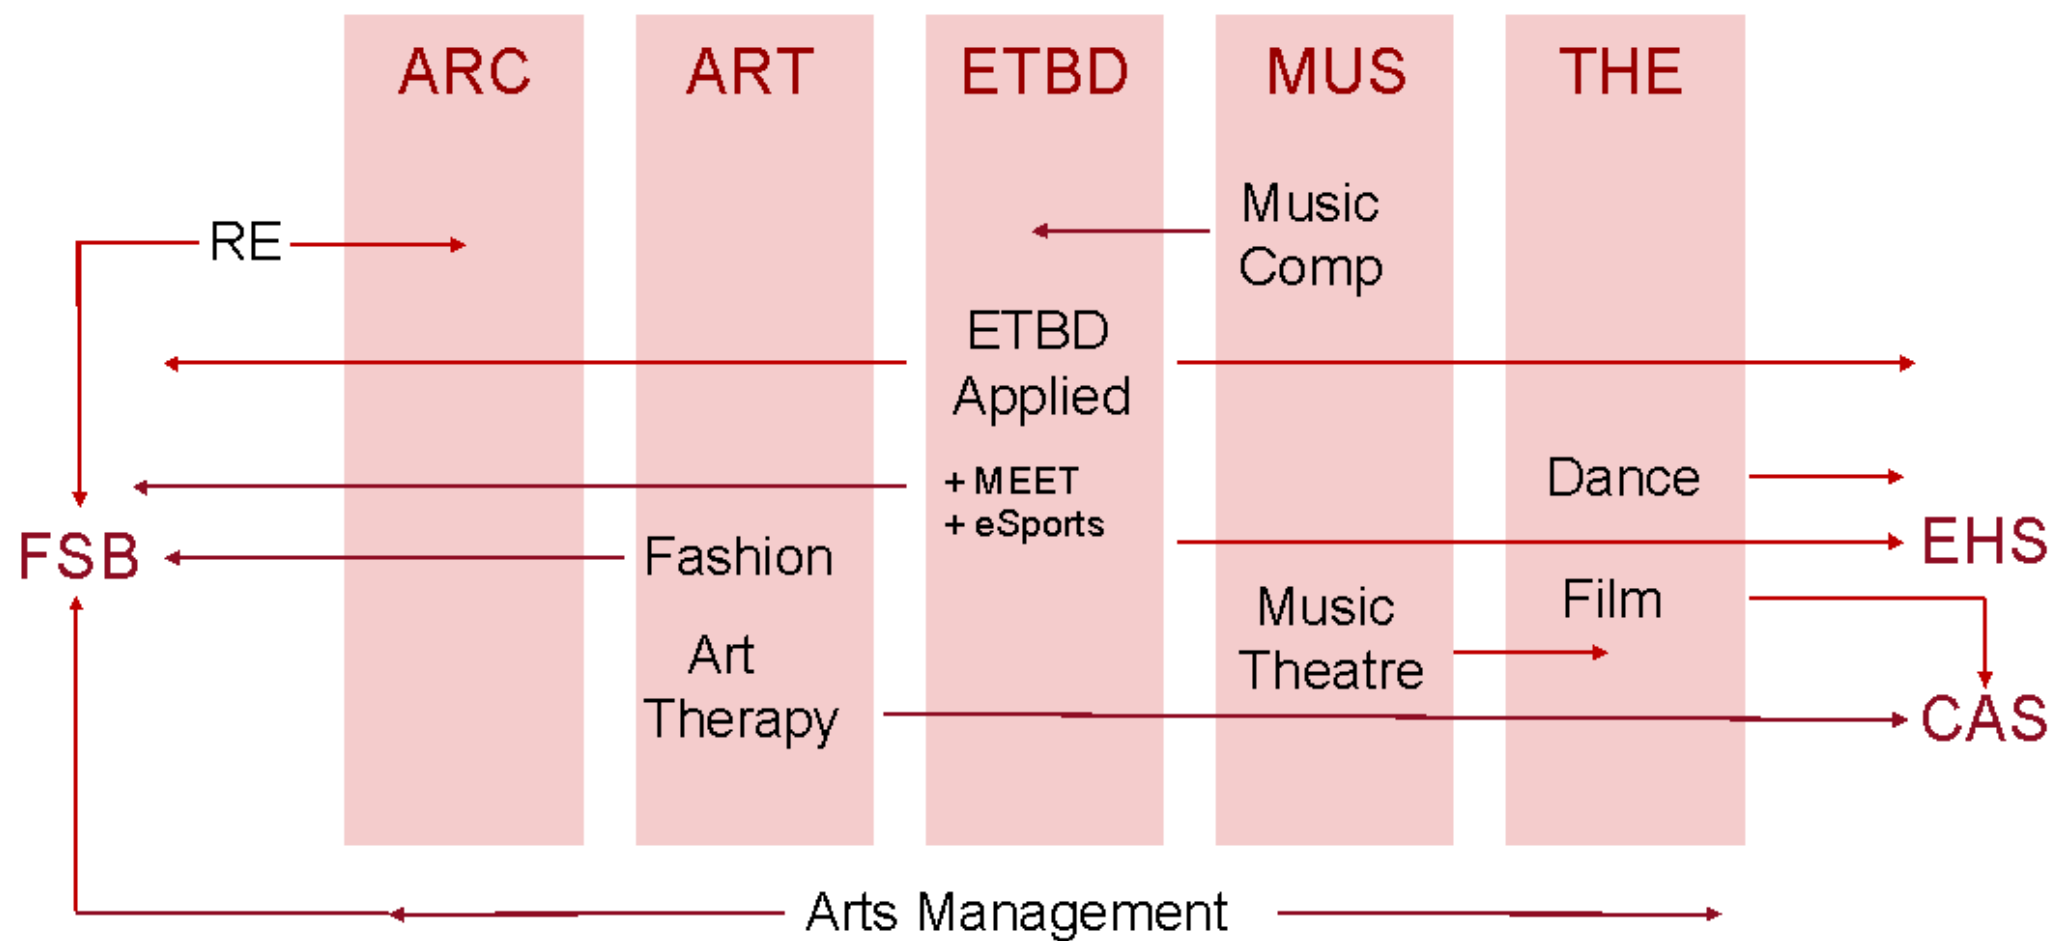 ARC
ART
ETBD
MUS
THE
RE
Music
Comp
ETBD
Applied
+ MEET
+ eSports
Dance
FSB
Fashion
EHS
Music
Theatre
Film
Art
Therapy
CAS
Arts Management